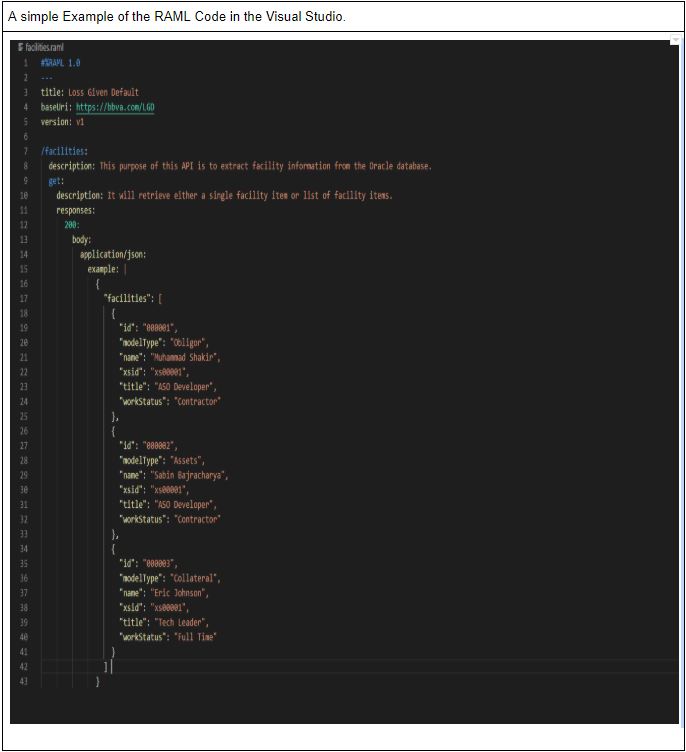 A simple Example of the RAML Code in the Visual Studio.
facilities.raml
1 #%RAML 1.0
2 ---
3 title: Loss Given Default
4 baseUri: https://bbva.com/LGD
5 version: v1
6
7 /facilities:
8 description: This purpose of this API is to extract facility information from the Oracle database.
9 get:
10 description: It will retrieve either a single facility item or list of facility items.
11 responses:
12 200:
13 body:
14 application/json:
15 example: |
16 {
17 "facilities": [
18 {
19 "id": "000001",
20 "modelType": "Obligor",
21 "name": "Muhammad Shakir",
22 "xsid": "xs00001",
23 "title": "ASO Developer",
24 "workStatus": "Contractor"
25 },
26 {
27 "id": "000002",
28 "modelType": "Assets",
29 "name": "Sabin Bajracharya",
30 "xsid": "xs00001",
31 "title": "ASO Developer",
32 "workStatus": "Contractor"
33 },
34 {
35 "id": "000003",
36 "modelType": "Collateral",
37 "name": "Eric Johnson",
38 "xsid": "xs00001",
39 "title": "Tech Leader",
40 "workStatus": "Full Time"
41 }
42 ]
43 }